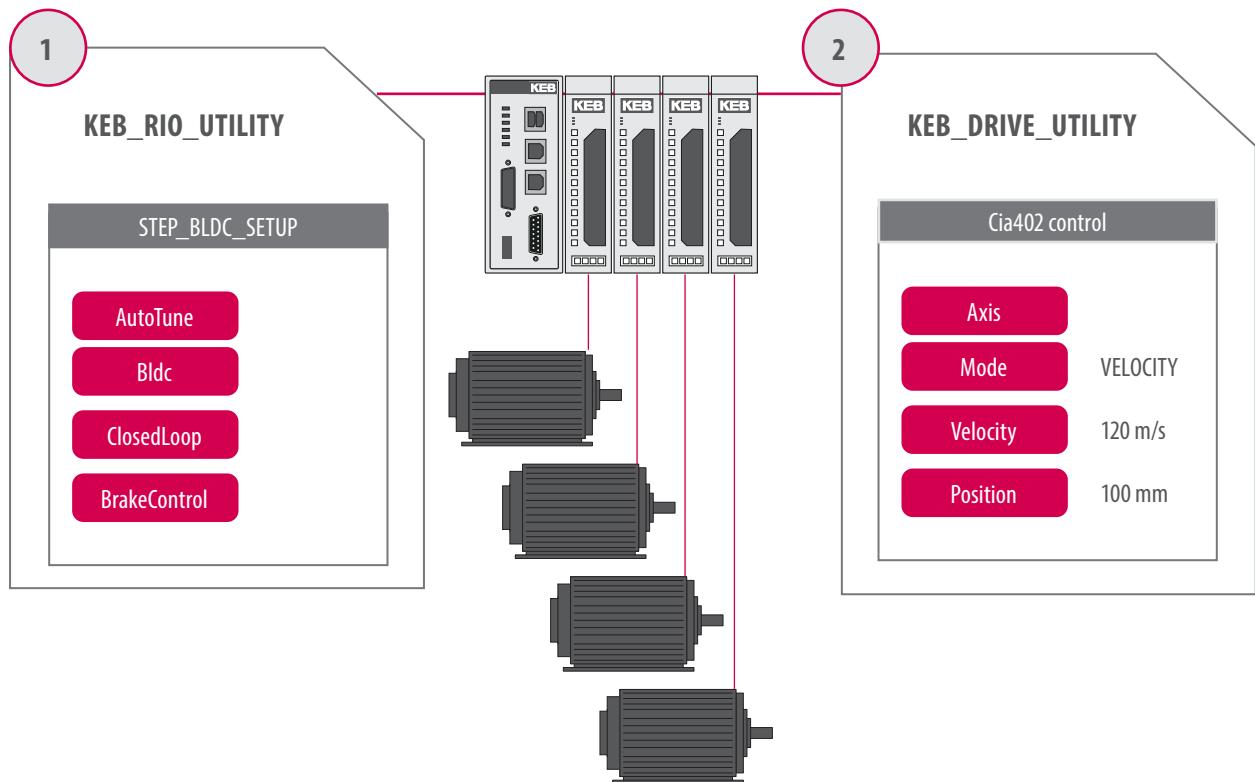 1
KEB_RIO_UTILITY
STEP_BLDC_SETUP
AutoTune
Bldc
ClosedLoop
BrakeControl
KEB
KEB
KEB
KEB
KEB
2
KEB_DRIVE_UTILITY
Cia402 control
Axis
Mode VELOCITY
Velocity 120 m/s
Position 100 mm